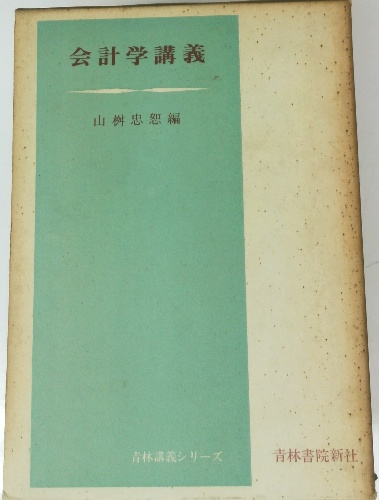 会計学講義
山桝忠恕編
青林講義シリーズ
青林書院新社